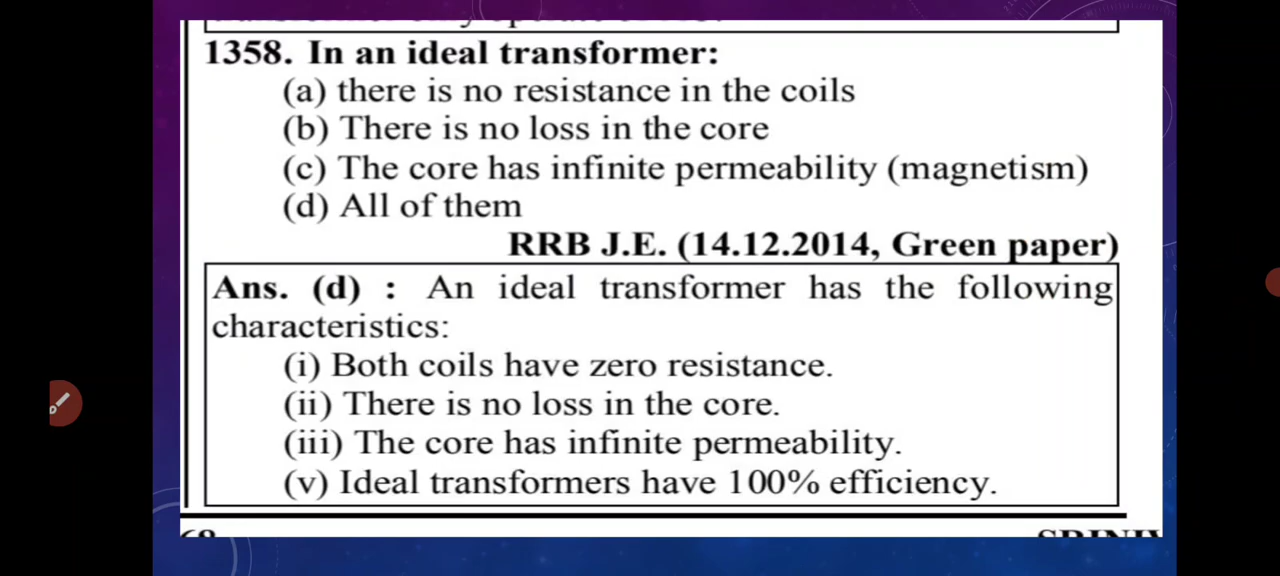 1358. In an ideal transformer:
(a) there is no resistance in the coils
(b) There is no loss in the core
(c) The core has infinite permeability (magnetism)
(d) All of them
RRB J.E. (14.12.2014, Green paper)
Ans. (d) : An ideal transformer has the following
characteristics:
(i) Both coils have zero resistance.
(ii) There is no loss in the core.
(iii) The core has infinite permeability.
(v) Ideal transformers have 100% efficiency.